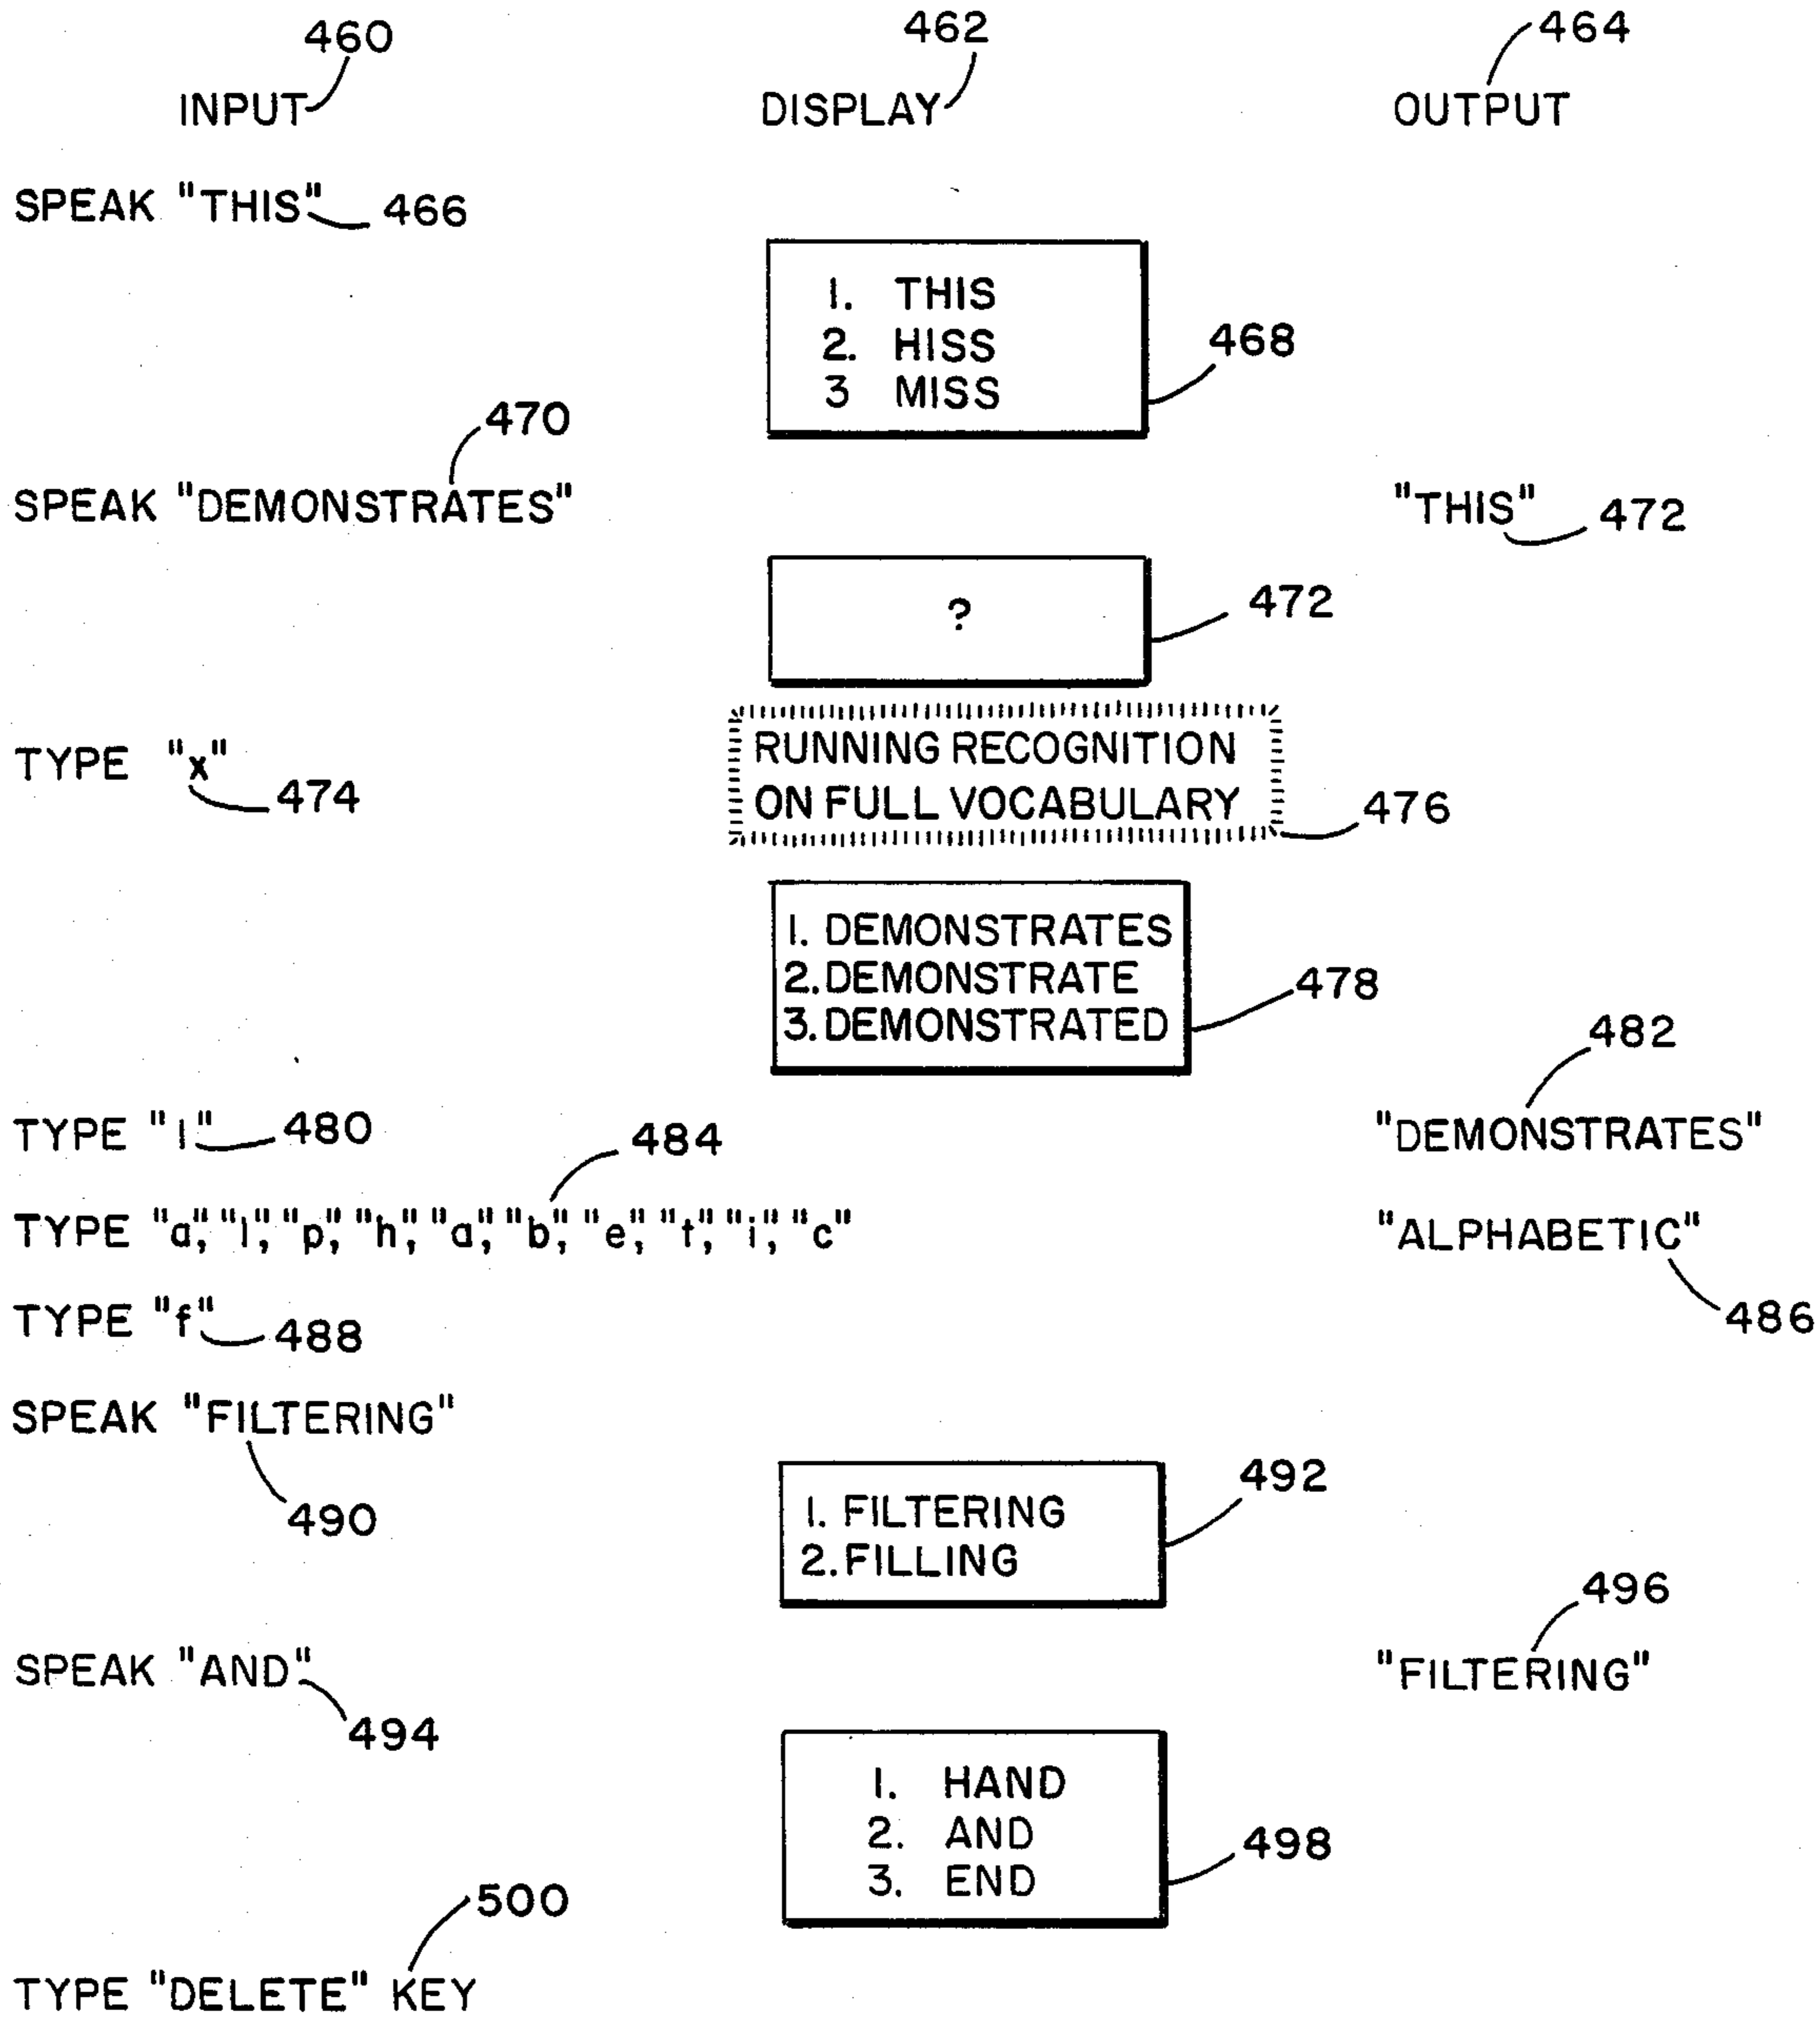 460 462 464
INPUT DISPLAY OUTPUT
SPEAK "THIS" 466
1. THIS
2. HISS
3 MISS
468
470
SPEAK "DEMONSTRATES" "THIS" 472
? 472
TYPE "x" 474
RUNNING RECOGNITION
ON FULL VOCABULARY
476
1. DEMONSTRATES
2. DEMONSTRATE
3. DEMONSTRATED
478
482
TYPE "1" 480 "DEMONSTRATES"
484
TYPE "a," "l," "p," "h," "a," "b," "e," "t," "i," "c" "ALPHABETIC"
486
TYPE "f" 488
SPEAK "FILTERING"
490
1. FILTERING
2. FILLING
492
496
SPEAK "AND" "FILTERING"
494
1. HAND
2. AND
3. END
498
500
TYPE "DELETE" KEY